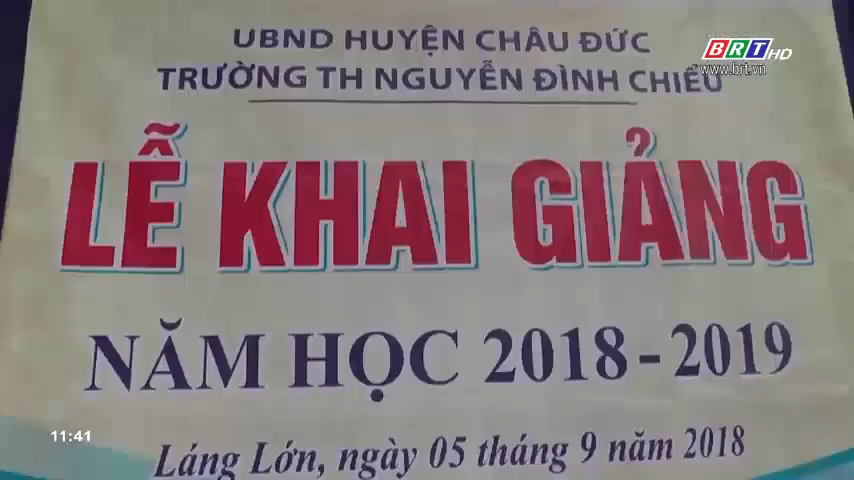 UBND HUYỆN CHÂU ĐỨC
BRT HD
TRƯỜNG TH NGUYỄN ĐÌNH CHIỂU
www.brt.vn
LỄ KHAI GIẢNG
NĂM HỌC 2018-2019
11:41
Láng Lớn, ngày 05 tháng 9 năm 2018